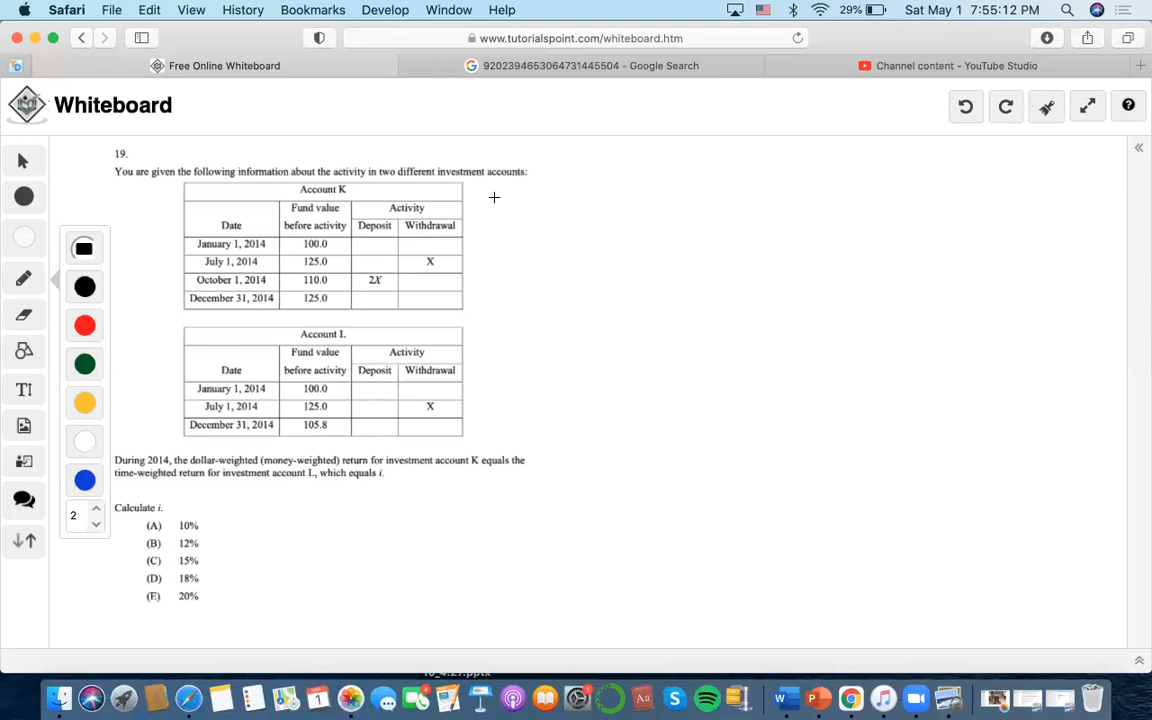 Safari File Edit View History Bookmarks Develop Window Help 29% Sat May 1 7:55:12 PM
www.tutorialspoint.com/whiteboard.htm
Free Online Whiteboard 9202394653064731445504 - Google Search Channel content - YouTube Studio
Whiteboard
19.
You are given the following information about the activity in two different investment accounts:
Account K
Fund value Activity
Date before activity Deposit Withdrawal
January 1, 2014 100.0
July 1, 2014 125.0 X
October 1, 2014 110.0 2X
December 31, 2014 125.0
Account L
Fund value Activity
Date before activity Deposit Withdrawal
January 1, 2014 100.0
July 1, 2014 125.0 X
December 31, 2014 105.8
During 2014, the dollar-weighted (money-weighted) return for investment account K equals the
time-weighted return for investment account L, which equals i.
Calculate i.
(A) 10%
(B) 12%
(C) 15%
(D) 18%
(E) 20%
2